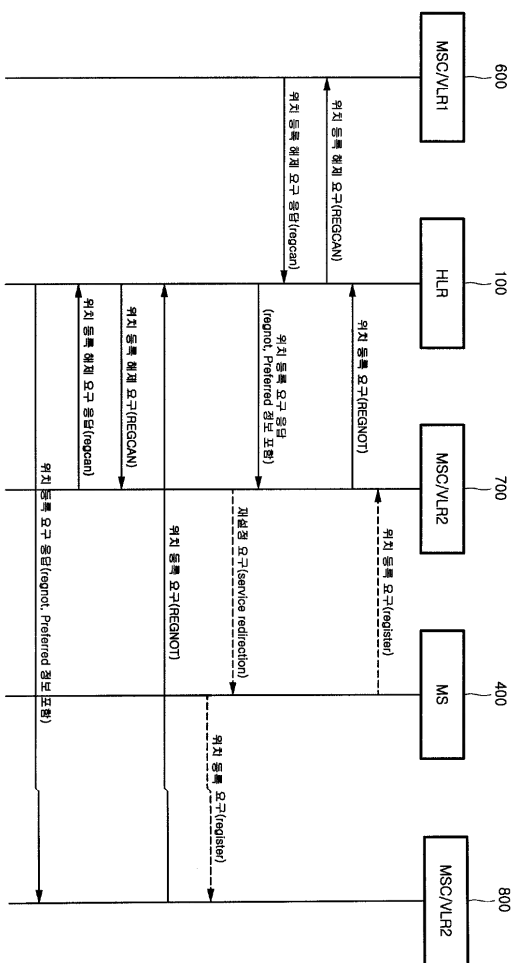 600
MSC/VLR1
100
HLR
700
MSC/VLR2
400
MS
800
MSC/VLR2
위치 등록 요구(register)
위치 등록 요구(REGNOT)
위치 등록 해제 요구(REGCAN)
위치 등록 해제 요구 응답(regcan)
위치 등록 요구 응답
(regnot, Preferred 정보 포함)
재설정 요구(service redirection)
위치 등록 요구(register)
위치 등록 요구(REGNOT)
위치 등록 해제 요구(REGCAN)
위치 등록 해제 요구 응답(regcan)
위치 등록 요구 응답(regnot, Preferred 정보 포함)